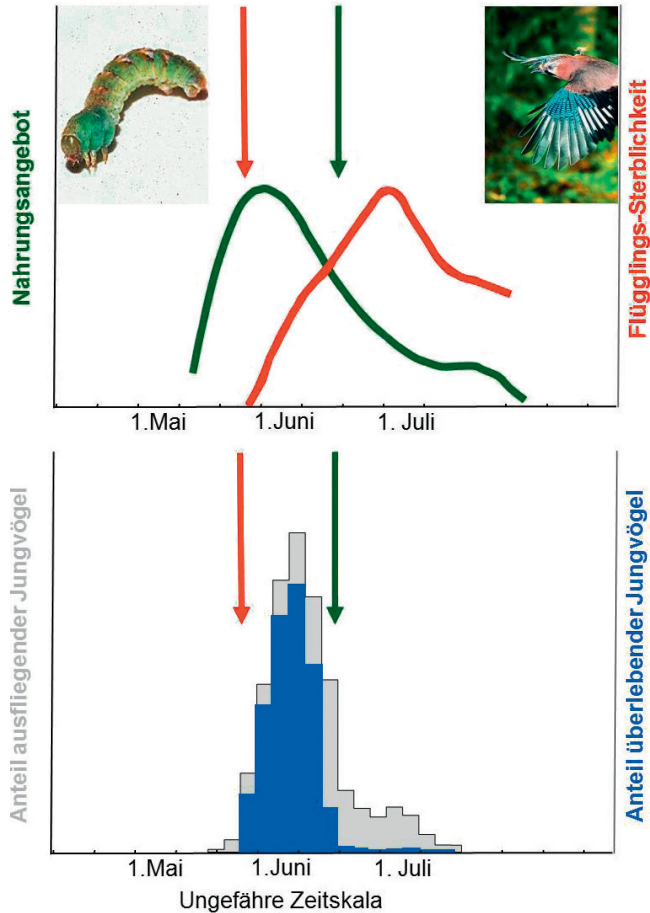 Nahrungsangebot
Flügglings-Sterblichkeit
1.Mai
1.Juni
1. Juli
Anteil ausfliegender Jungvögel
Anteil überlebender Jungvögel
1.Mai
1.Juni
1. Juli
Ungefähre Zeitskala